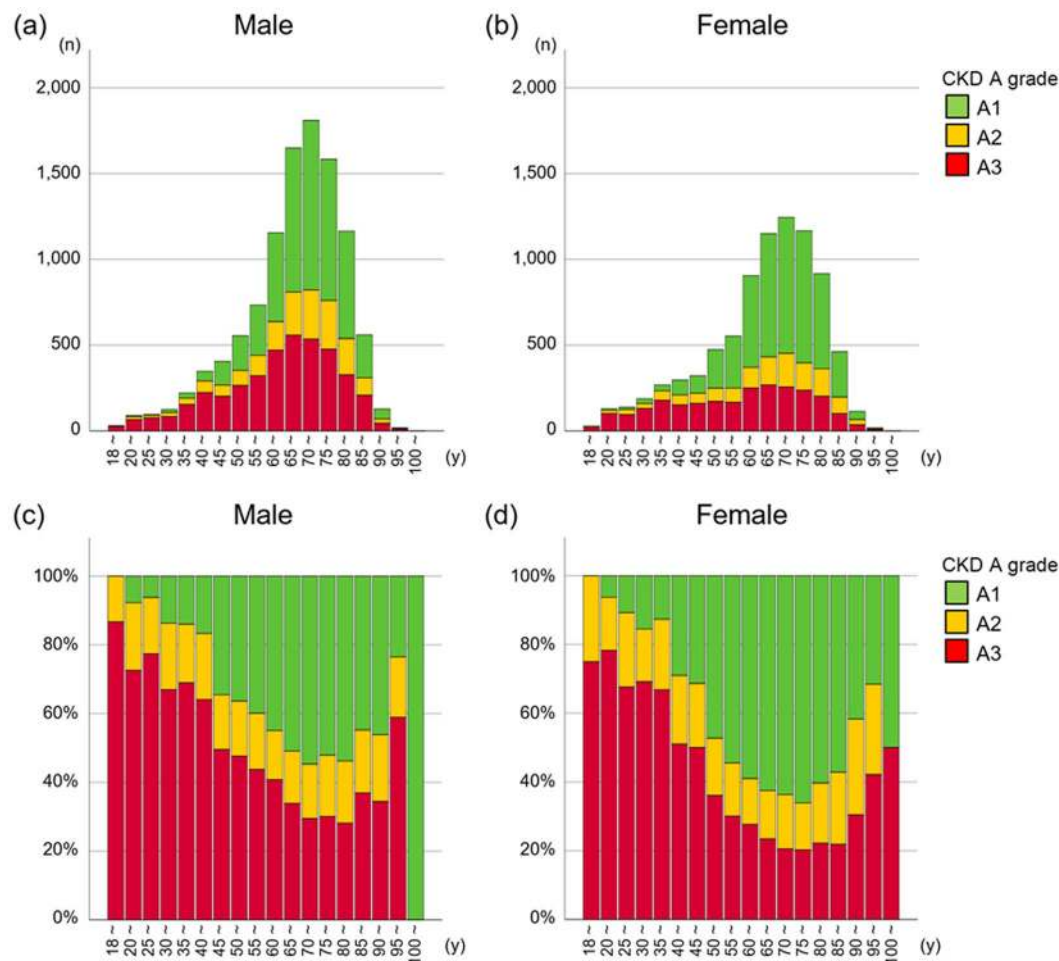 (a) Male
(n)
2,000
1,500
1,000
500
0
18 ~ 20 ~ 25 ~ 30 ~ 35 ~ 40 ~ 45 ~ 50 ~ 55 ~ 60 ~ 65 ~ 70 ~ 75 ~ 80 ~ 85 ~ 90 ~ 95 ~ 100 ~ (y)
(b) Female
(n)
2,000
1,500
1,000
500
0
18 ~ 20 ~ 25 ~ 30 ~ 35 ~ 40 ~ 45 ~ 50 ~ 55 ~ 60 ~ 65 ~ 70 ~ 75 ~ 80 ~ 85 ~ 90 ~ 95 ~ 100 ~ (y)
CKD A grade
A1
A2
A3
(c) Male
100%
80%
60%
40%
20%
0%
18 ~ 20 ~ 25 ~ 30 ~ 35 ~ 40 ~ 45 ~ 50 ~ 55 ~ 60 ~ 65 ~ 70 ~ 75 ~ 80 ~ 85 ~ 90 ~ 95 ~ 100 ~ (y)
(d) Female
100%
80%
60%
40%
20%
0%
18 ~ 20 ~ 25 ~ 30 ~ 35 ~ 40 ~ 45 ~ 50 ~ 55 ~ 60 ~ 65 ~ 70 ~ 75 ~ 80 ~ 85 ~ 90 ~ 95 ~ 100 ~ (y)
CKD A grade
A1
A2
A3